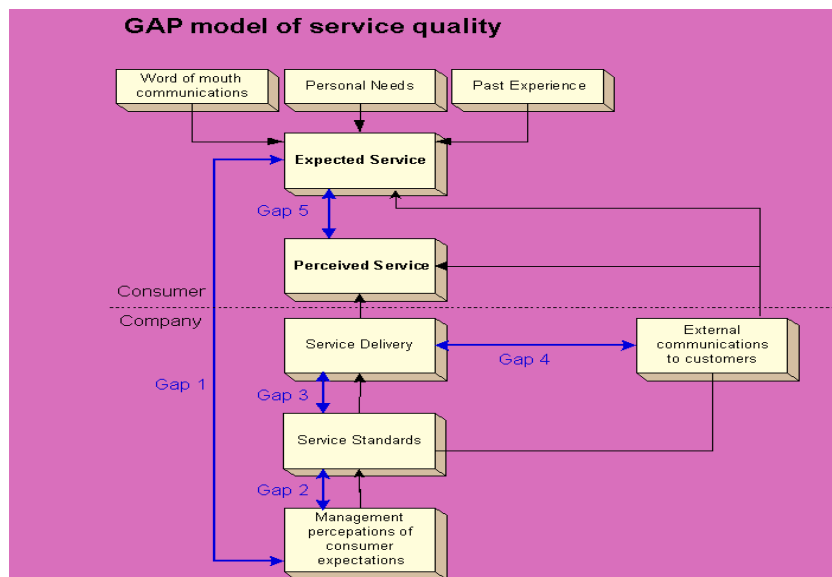 GAP model of service quality
Word of mouth
communications
Personal Needs
Past Experience
Expected Service
Gap 5
Perceived Service
Consumer
Company
Service Delivery
Gap 4
External
communications
to customers
Gap 1
Gap 3
Service Standards
Gap 2
Management
percepations of
consumer
expectations